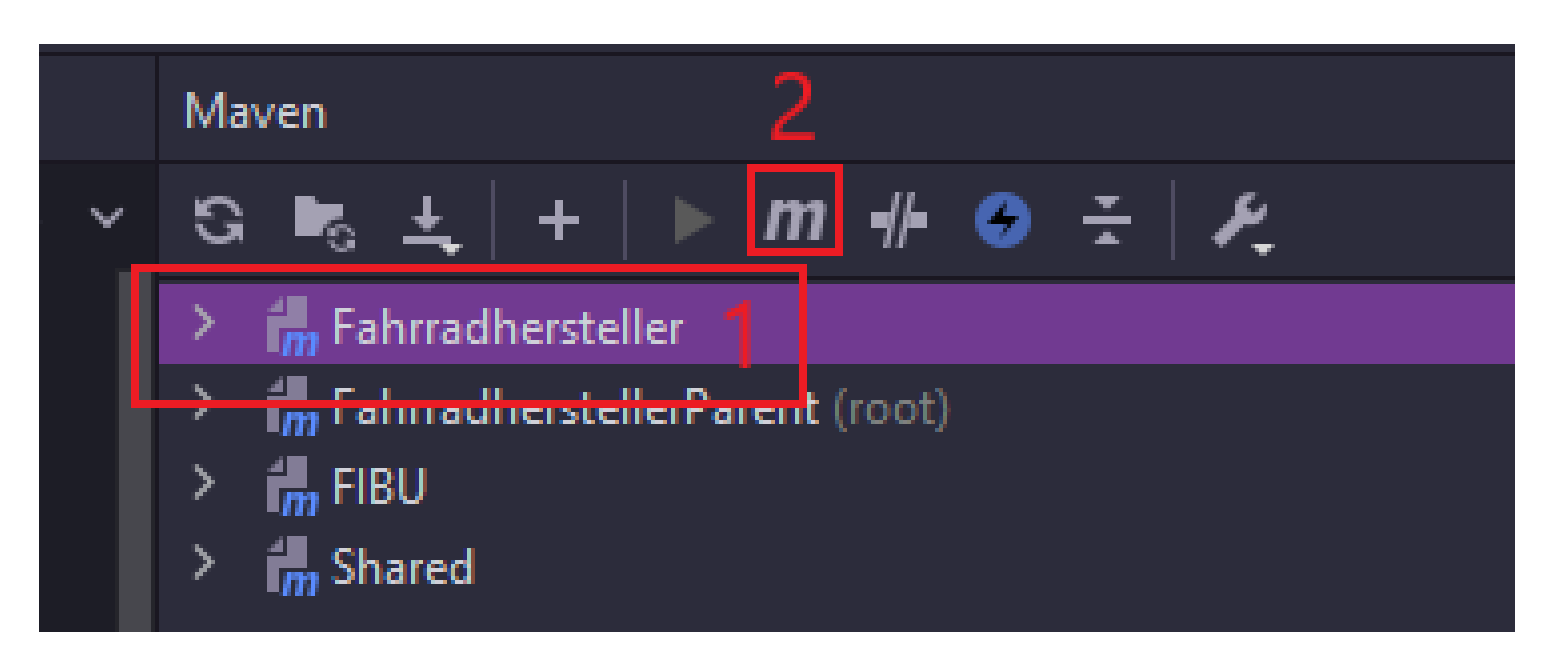 Maven
2
m
m Fahrradhersteller 1
m FahrradherstellerParent (root)
m FIBU
m Shared